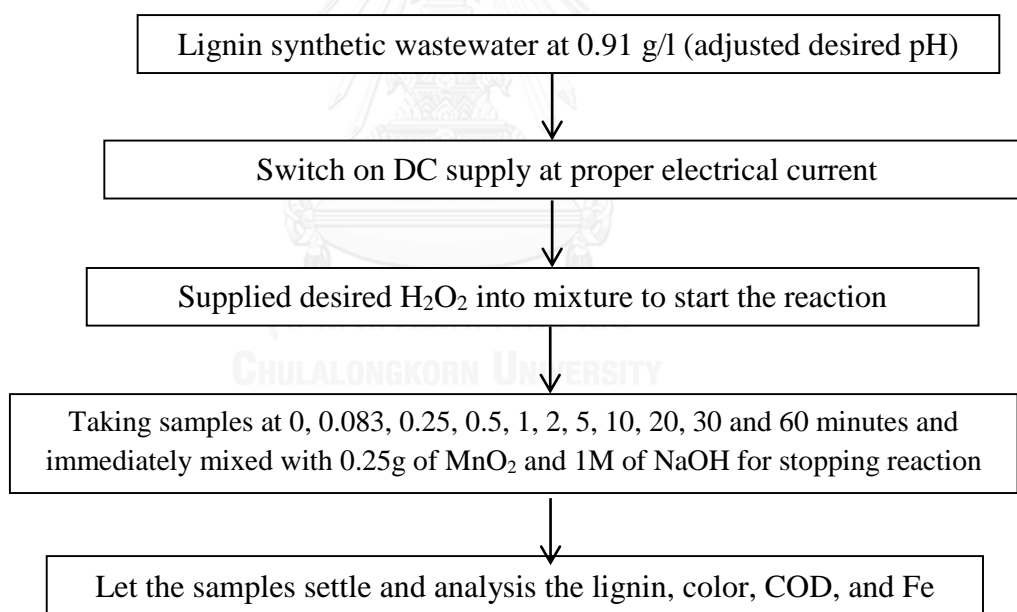 Lignin synthetic wastewater at 0.91 g/l (adjusted desired pH)
Switch on DC supply at proper electrical current
Supplied desired H₂O₂ into mixture to start the reaction
CHULALONGKORN UNIVERSITY
Taking samples at 0, 0.083, 0.25, 0.5, 1, 2, 5, 10, 20, 30 and 60 minutes and
immediately mixed with 0.25g of MnO₂ and 1M of NaOH for stopping reaction
Let the samples settle and analysis the lignin, color, COD, and Fe